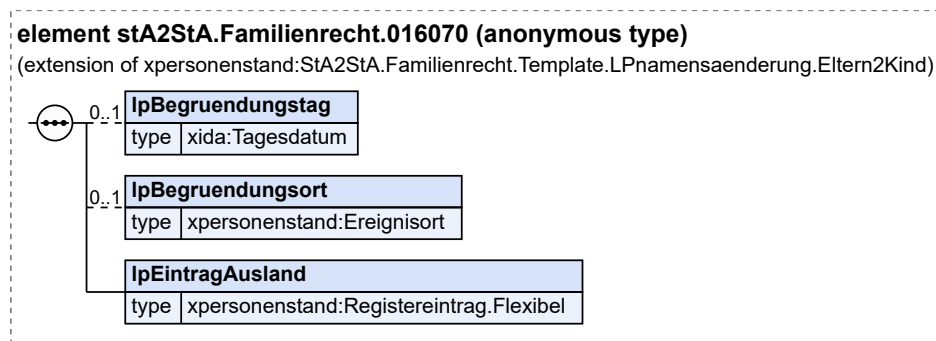 element stA2StA.Familienrecht.016070 (anonymous type)
(extension of xpersonenstand:StA2StA.Familienrecht.Template.LPnamensaenderung.Eltern2Kind)
0..1 lpBegruendungstag
type xida:Tagesdatum
0..1 lpBegruendungsort
type xpersonenstand:Ereignisort
lpEintragAusland
type xpersonenstand:Registereintrag.Flexibel